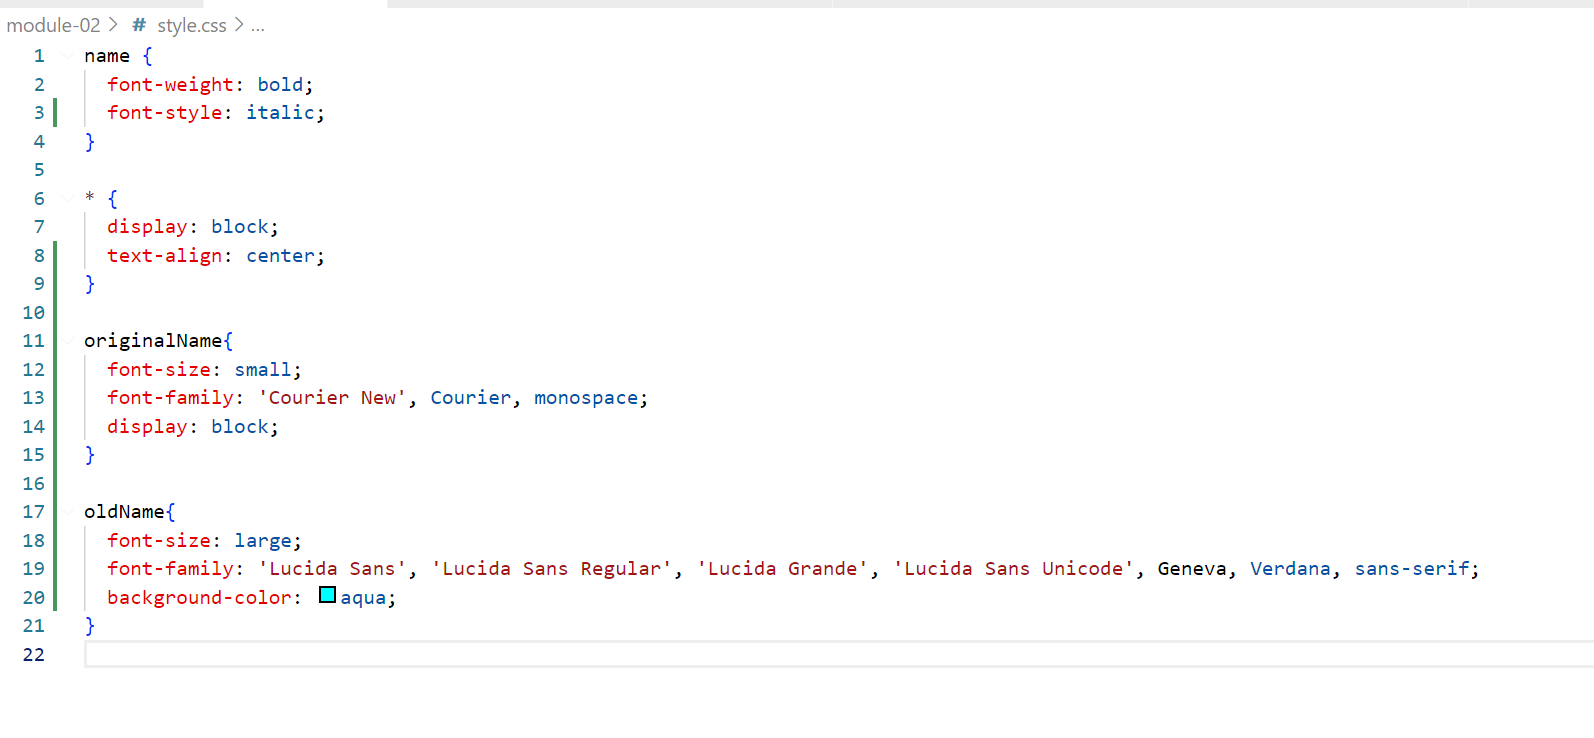 module-02 > # style.css > ...
1 name {
2 font-weight: bold;
3 font-style: italic;
4 }
5
6 * {
7 display: block;
8 text-align: center;
9 }
10
11 originalName{
12 font-size: small;
13 font-family: 'Courier New', Courier, monospace;
14 display: block;
15 }
16
17 oldName{
18 font-size: large;
19 font-family: 'Lucida Sans', 'Lucida Sans Regular', 'Lucida Grande', 'Lucida Sans Unicode', Geneva, Verdana, sans-serif;
20 background-color: aqua;
21 }
22